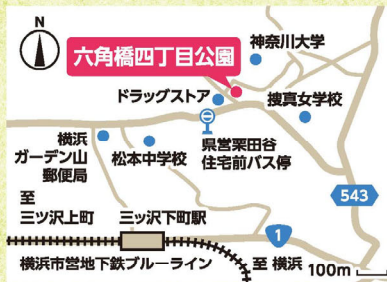 N
神奈川大学
六角橋四丁目公園
ドラッグストア
捜真女学校
横浜
ガーデン山
郵便局
松本中学校
県営栗田谷
住宅前バス停
至
三ツ沢上町
三ッ沢下町駅
543
1
横浜市営地下鉄ブルーライン
至 横浜
100m